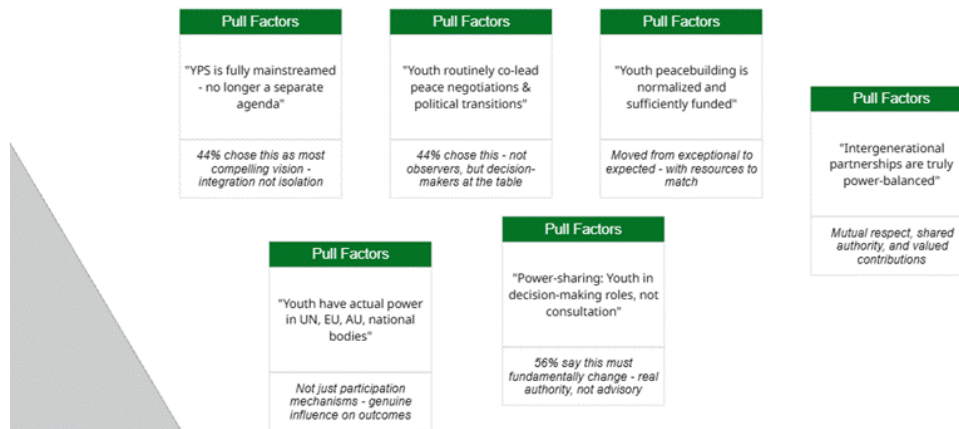 Pull Factors
"YPS is fully mainstreamed
- no longer a separate
agenda"
44% chose this as most
compelling vision -
integration not isolation
Pull Factors
"Youth routinely co-lead
peace negotiations &
political transitions"
44% chose this - not
observers, but decision-
makers at the table
Pull Factors
"Youth peacebuilding is
normalized and
sufficiently funded"
Moved from exceptional to
expected - with resources to
match
Pull Factors
"Intergenerational
partnerships are truly
power-balanced"
Mutual respect, shared
authority, and valued
contributions
Pull Factors
"Youth have actual power
in UN, EU, AU, national
bodies"
Not just participation
mechanisms - genuine
influence on outcomes
Pull Factors
"Power-sharing: Youth in
decision-making roles, not
consultation"
56% say this must
fundamentally change - real
authority, not advisory